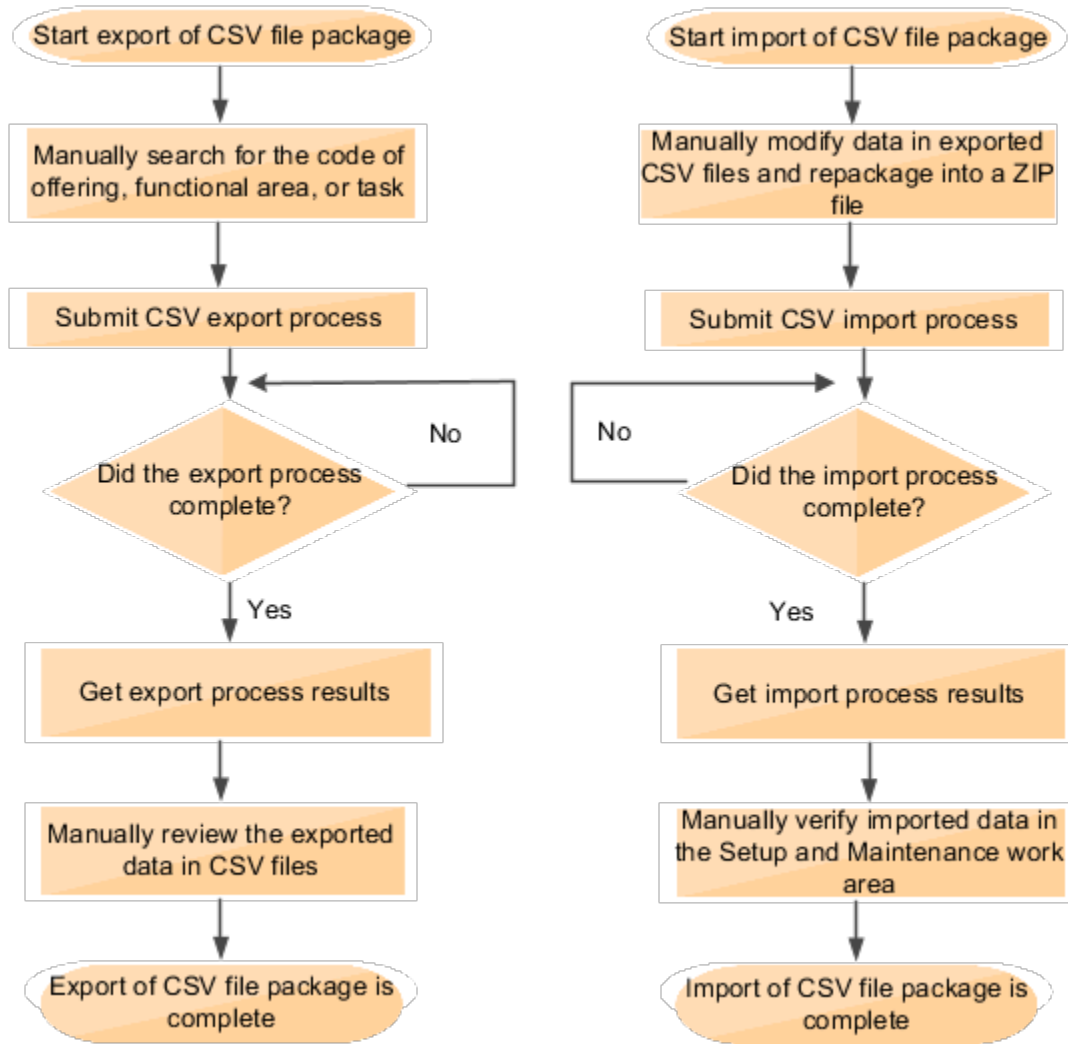 Start export of CSV file package
Manually search for the code of
offering, functional area, or task
Submit CSV export process
No
Did the export process
complete?
Yes
Get export process results
Manually review the exported
data in CSV files
Export of CSV file package is
complete
Start import of CSV file package
Manually modify data in exported
CSV files and repackage into a ZIP
file
Submit CSV import process
No
Did the import process
complete?
Yes
Get import process results
Manually verify imported data in
the Setup and Maintenance work
area
Import of CSV file package is
complete